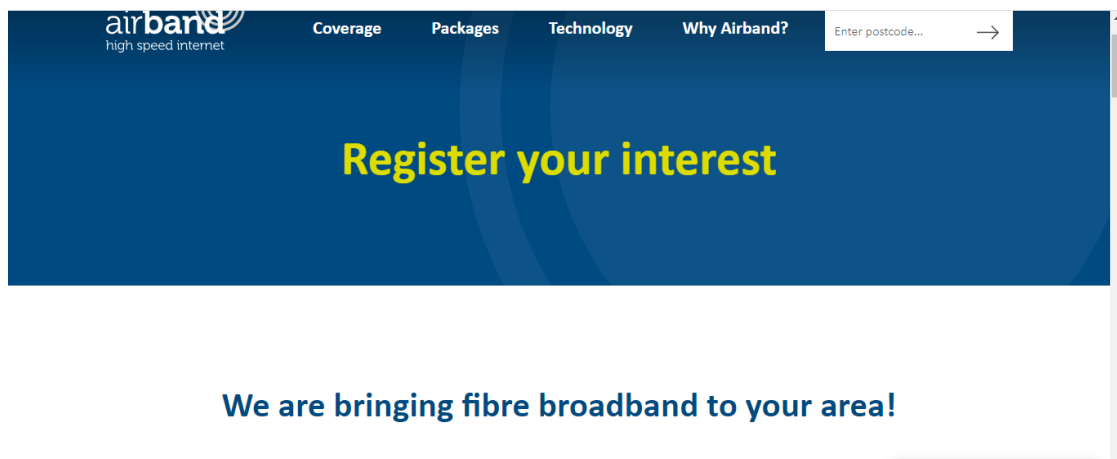 airband
high speed internet
Coverage
Packages
Technology
Why Airband?
Enter postcode...
Register your interest
We are bringing fibre broadband to your area!